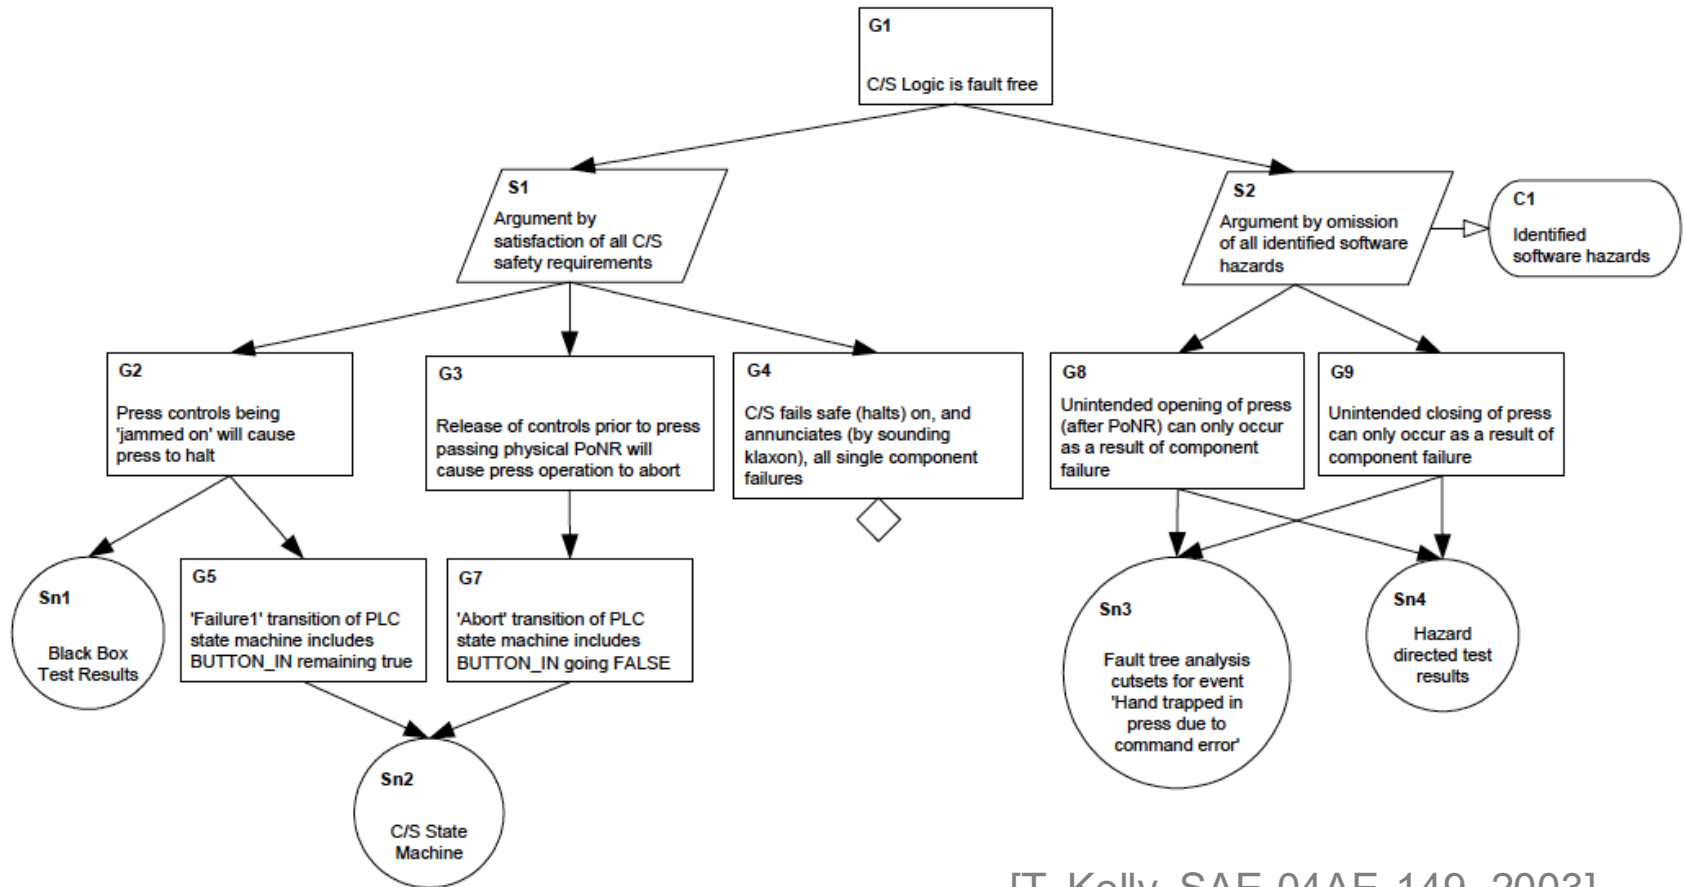 G1
C/S Logic is fault free
S1
Argument by
satisfaction of all C/S
safety requirements
S2
Argument by omission
of all identified software
hazards
C1
Identified
software hazards
G2
Press controls being
'jammed on' will cause
press to halt
G3
Release of controls prior to press
passing physical PoNR will
cause press operation to abort
G4
C/S fails safe (halts) on, and
annunciates (by sounding
klaxon), all single component
failures
G8
Unintended opening of press
(after PoNR) can only occur
as a result of component
failure
G9
Unintended closing of press
can only occur as a result of
component failure
Sn1
Black Box
Test Results
G5
'Failure1' transition of PLC
state machine includes
BUTTON_IN remaining true
G7
'Abort' transition of PLC
state machine includes
BUTTON_IN going FALSE
Sn3
Fault tree analysis
cutsets for event
'Hand trapped in
press due to
command error'
Sn4
Hazard
directed test
results
Sn2
C/S State
Machine
[T. Kelly, SAE 04AE-149, 2003]